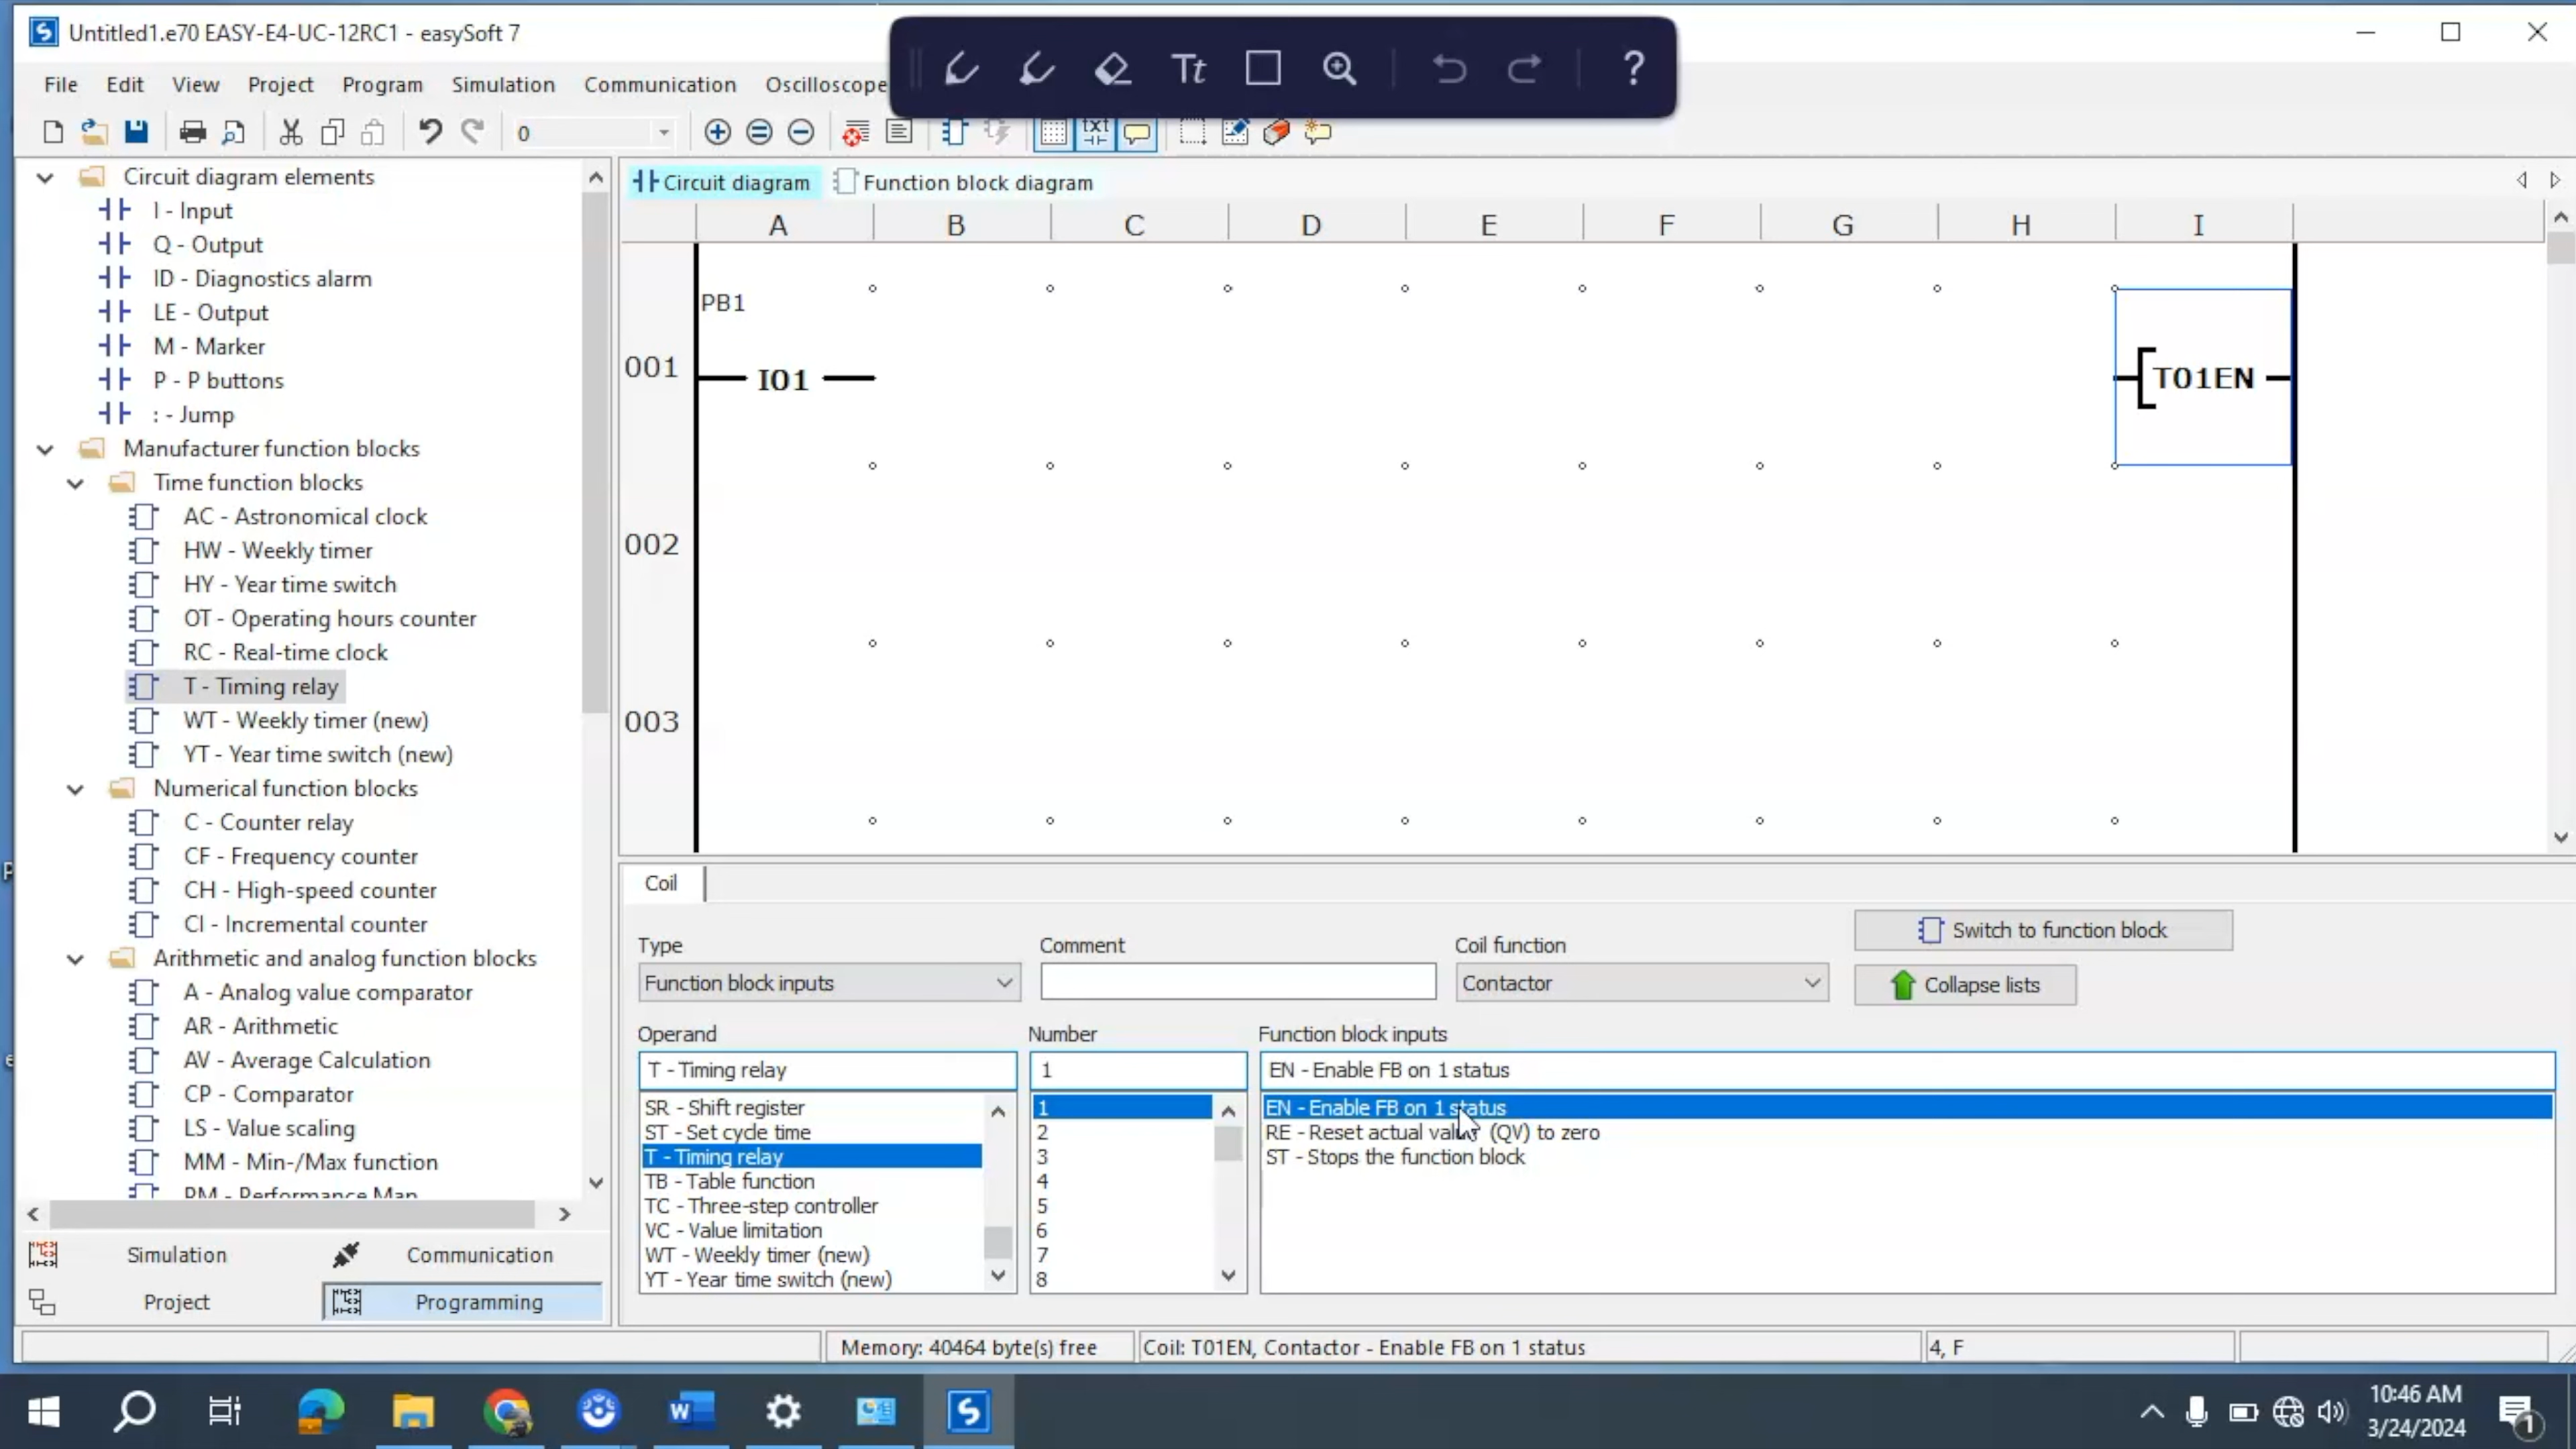 Untitled1.e70 EASY-E4-UC-12RC1 - easySoft 7
Tt
?
File Edit View Project Program Simulation Communication Oscilloscope
0
txt
Circuit diagram elements
I - Input
Q - Output
ID - Diagnostics alarm
LE - Output
M - Marker
P - P buttons
: - Jump
Manufacturer function blocks
Time function blocks
AC - Astronomical clock
HW - Weekly timer
HY - Year time switch
OT - Operating hours counter
RC - Real-time clock
T - Timing relay
WT - Weekly timer (new)
YT - Year time switch (new)
Numerical function blocks
C - Counter relay
CF - Frequency counter
CH - High-speed counter
CI - Incremental counter
Arithmetic and analog function blocks
A - Analog value comparator
AR - Arithmetic
AV - Average Calculation
CP - Comparator
LS - Value scaling
MM - Min-/Max function
PM - Performance Map
Simulation Communication
Project Programming
Circuit diagram Function block diagram
A B C D E F G H I
PB1
001 I01 T01EN
002
003
Coil
Type Comment Coil function Switch to function block
Function block inputs Contactor Collapse lists
Operand Number Function block inputs
T - Timing relay 1 EN - Enable FB on 1 status
SR - Shift register 1 EN - Enable FB on 1 status
ST - Set cycle time 2 RE - Reset actual value (QV) to zero
T - Timing relay 3 ST - Stops the function block
TB - Table function 4
TC - Three-step controller 5
VC - Value limitation 6
WT - Weekly timer (new) 7
YT - Year time switch (new) 8
Memory: 40464 byte(s) free Coil: T01EN, Contactor - Enable FB on 1 status 4, F
10:46 AM
3/24/2024
1